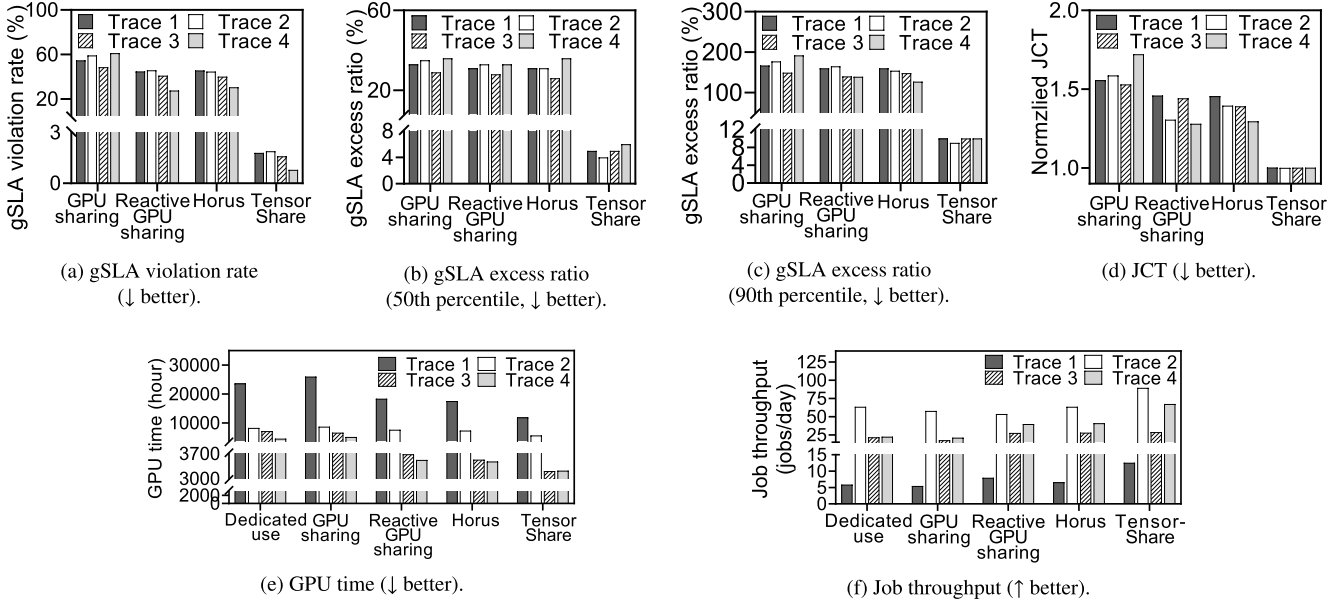 gSLA violation rate (%)
100
60
20
3
0
Trace 1
Trace 2
Trace 3
Trace 4
GPU sharing
Reactive GPU sharing
Horus
Tensor Share
(a) gSLA violation rate
(↓ better).
gSLA excess ratio (%)
60
20
8
4
0
Trace 1
Trace 2
Trace 3
Trace 4
GPU sharing
Reactive GPU sharing
Horus
Tensor Share
(b) gSLA excess ratio
(50th percentile, ↓ better).
gSLA excess ratio (%)
300
200
100
12
8
4
0
Trace 1
Trace 2
Trace 3
Trace 4
GPU sharing
Reactive GPU sharing
Horus
Tensor Share
(c) gSLA excess ratio
(90th percentile, ↓ better).
Normzlied JCT
2.0
1.5
1.0
Trace 1
Trace 2
Trace 3
Trace 4
GPU sharing
Reactive GPU sharing
Horus
Tensor Share
(d) JCT (↓ better).
GPU time (hour)
30000
20000
10000
3700
3000
2000
0
Trace 1
Trace 2
Trace 3
Trace 4
Dedicated use
GPU sharing
Reactive GPU sharing
Horus
Tensor Share
(e) GPU time (↓ better).
Job throughput
(jobs/day)
125
100
75
50
25
15
10
5
0
Trace 1
Trace 2
Trace 3
Trace 4
Dedicated use
GPU sharing
Reactive GPU sharing
Horus
Tensor-Share
(f) Job throughput (↑ better).